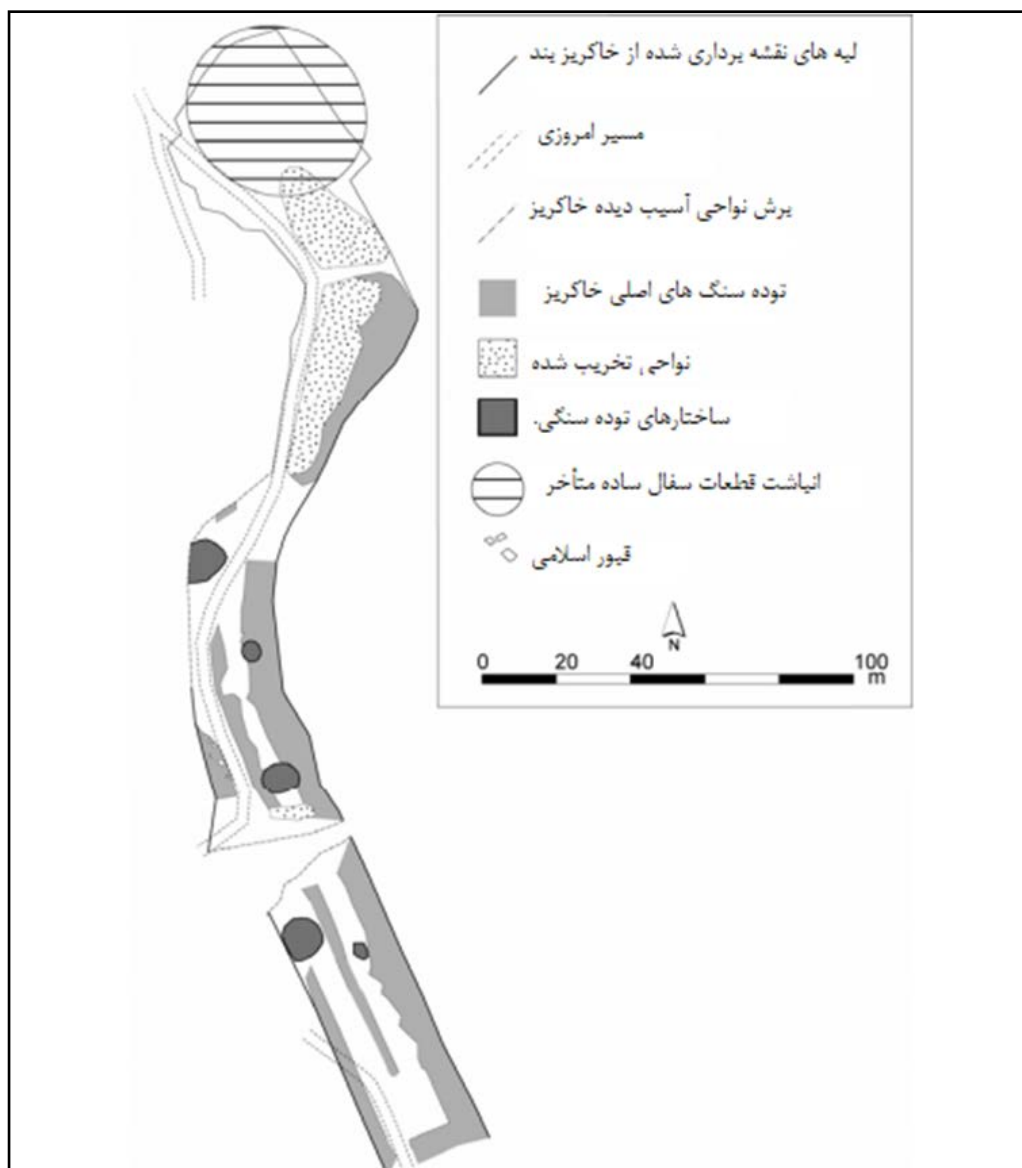 لبه های نقشه برداری شده از خاکریز بند
مسیر امروزی
برش نواحی آسیب دیده خاکریز
توده سنگ های اصلی خاکریز
نواحی تخریب شده
ساختارهای توده سنگی.
انباشت قطعات سفال ساده متأخر
قبور اسلامی
N
0 20 40 100
m